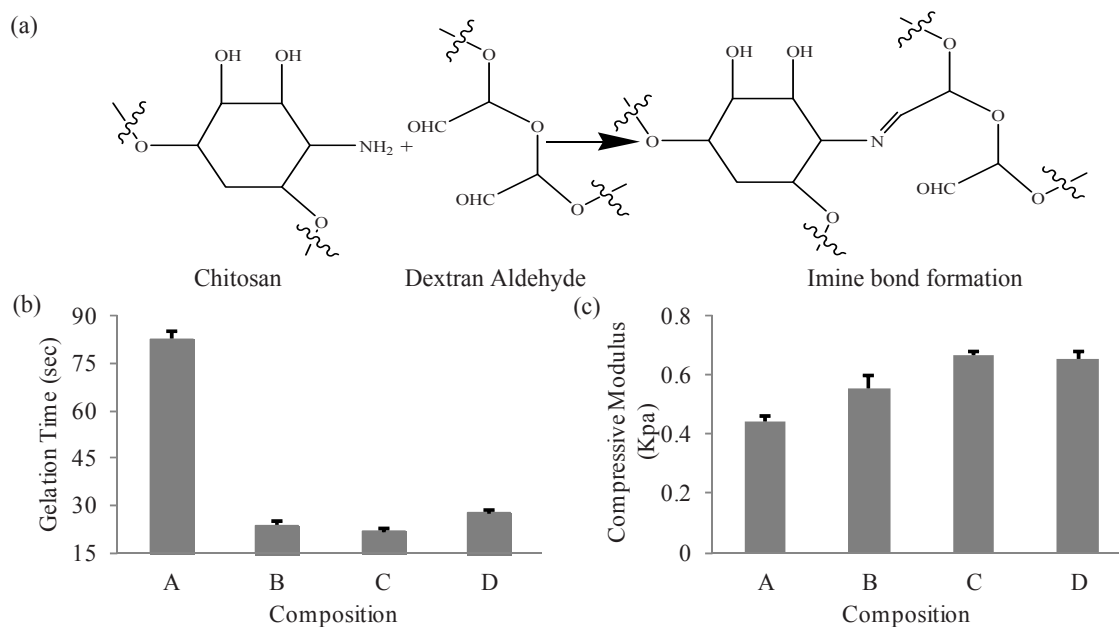 (a)
OH OH
O
NH2 +
O
OHC
O
OHC
O
OH OH
O
N
O
O
O
OHC
O
Chitosan Dextran Aldehyde Imine bond formation
(b)
Gelation Time (sec)
90
75
60
45
30
15
A B C D
Composition
(c)
Compressive Modulus
(Kpa)
0.8
0.6
0.4
0.2
0
A B C D
Composition